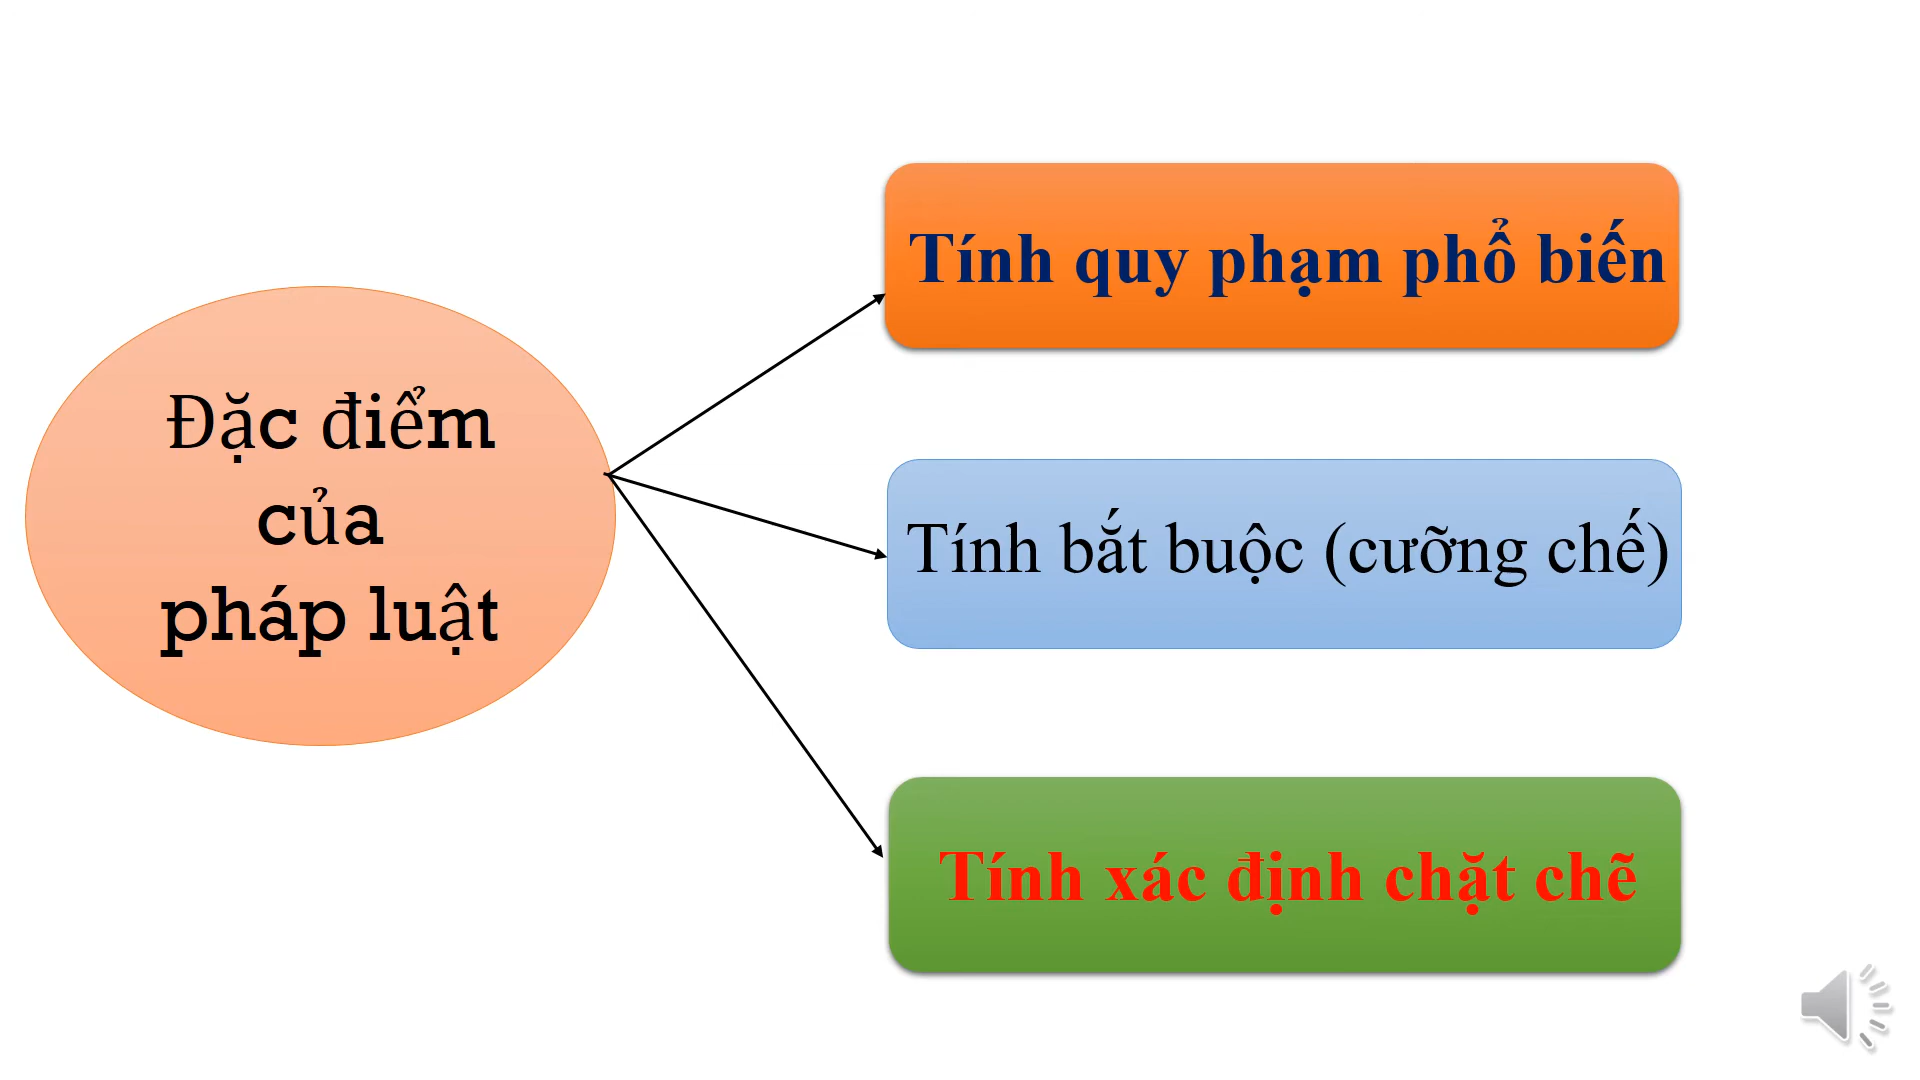 Đặc điểm
của
pháp luật
Tính quy phạm phổ biến
Tính bắt buộc (cưỡng chế)
Tính xác định chặt chẽ